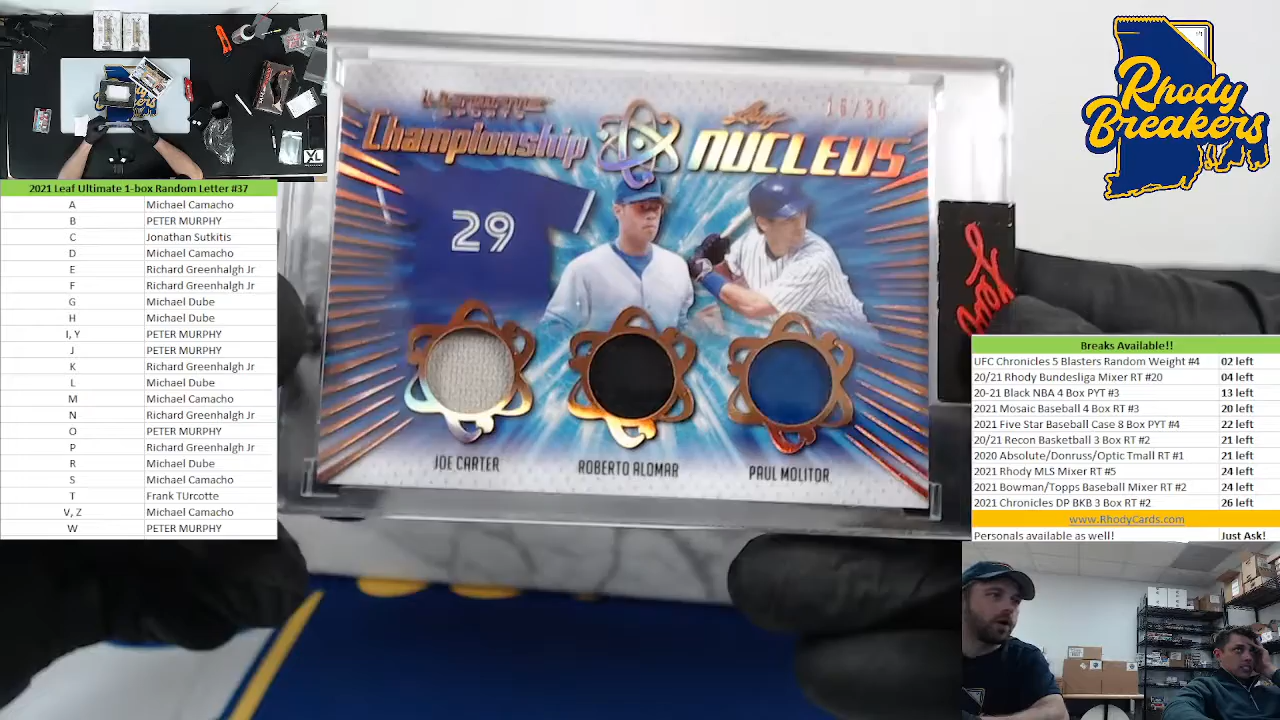 2021 Leaf Ultimate 1-box Random Letter #37
A Michael Camacho
B PETER MURPHY
C Jonathan Sutkitis
D Michael Camacho
E Richard Greenhalgh Jr
F Richard Greenhalgh Jr
G Michael Dube
H Michael Dube
I, Y PETER MURPHY
J PETER MURPHY
K Richard Greenhalgh Jr
L Michael Dube
M Michael Camacho
N Richard Greenhalgh Jr
O PETER MURPHY
P Richard Greenhalgh Jr
R Michael Dube
S Michael Camacho
T Frank TUrcotte
V, Z Michael Camacho
W PETER MURPHY
XL
Championship
Leaf
NUCLEUS
16/30
29
JOE CARTER
ROBERTO ALOMAR
PAUL MOLITOR
Leaf
Rhody
Breakers
1/1
Breaks Available!!
UFC Chronicles 5 Blasters Random Weight #4 02 left
20/21 Rhody Bundesliga Mixer RT #20 04 left
20-21 Black NBA 4 Box PYT #3 13 left
2021 Mosaic Baseball 4 Box RT #3 20 left
2021 Five Star Baseball Case 8 Box PYT #4 22 left
20/21 Recon Basketball 3 Box RT #2 21 left
2020 Absolute/Donruss/Optic Tmall RT #1 21 left
2021 Rhody MLS Mixer RT #5 24 left
2021 Bowman/Topps Baseball Mixer RT #2 24 left
2021 Chronicles DP BKB 3 Box RT #2 26 left
www.RhodyCards.com
Personals available as well! Just Ask!